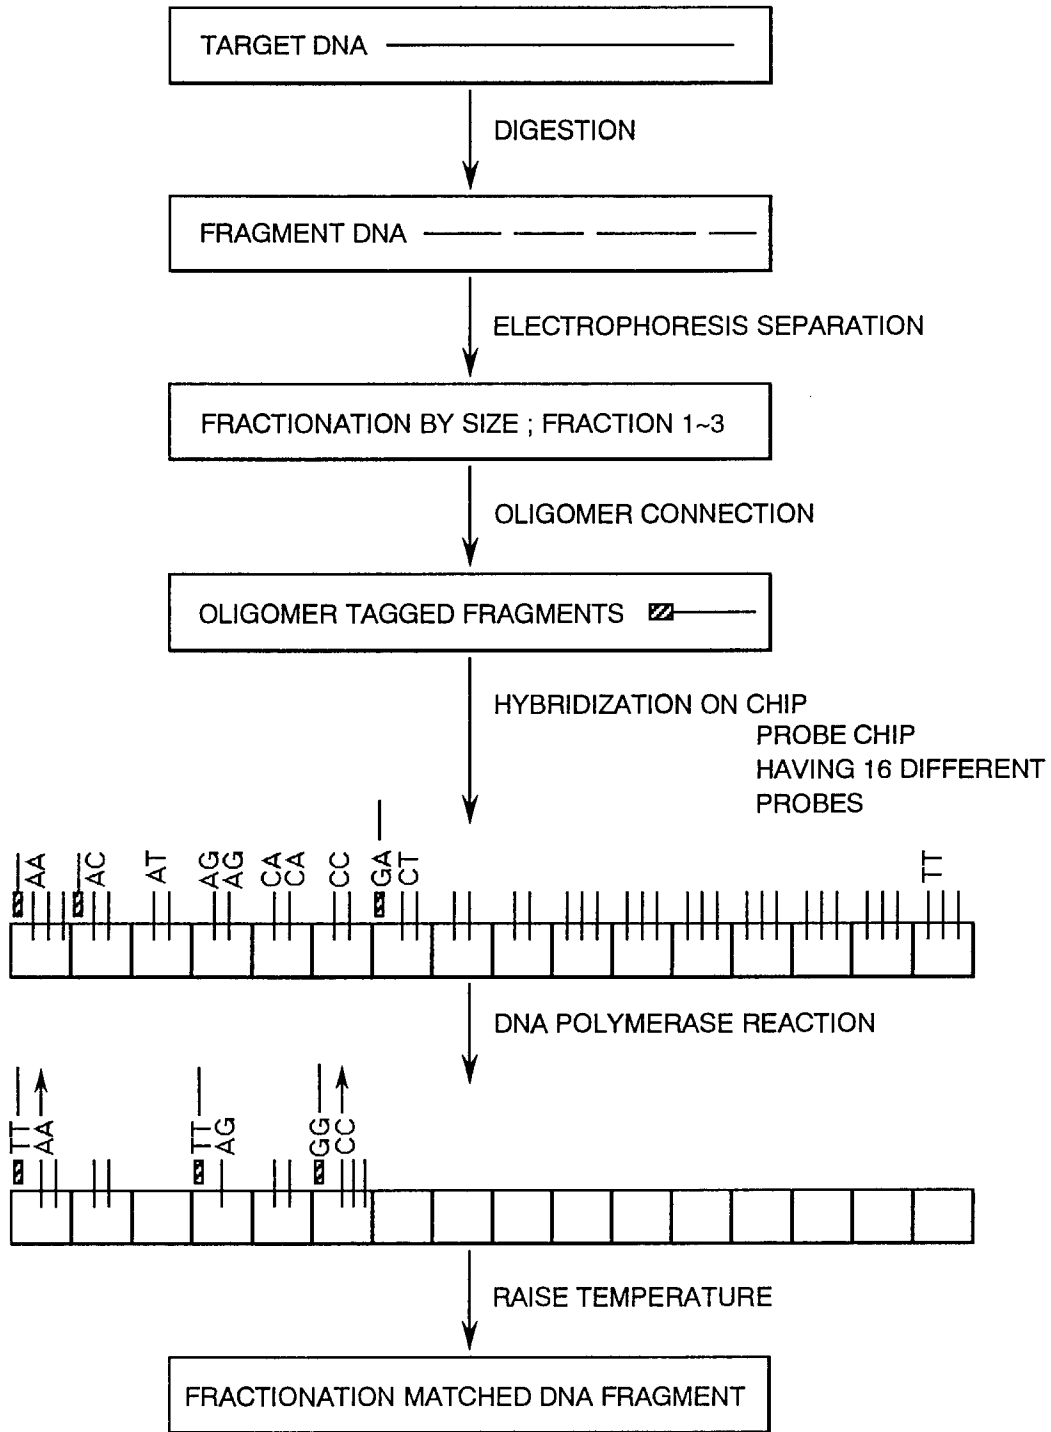 TARGET DNA
DIGESTION
FRAGMENT DNA
ELECTROPHORESIS SEPARATION
FRACTIONATION BY SIZE ; FRACTION 1~3
OLIGOMER CONNECTION
OLIGOMER TAGGED FRAGMENTS
HYBRIDIZATION ON CHIP
PROBE CHIP
HAVING 16 DIFFERENT
PROBES
AA
AC
AT
AG
AG
CA
CA
CC
GA
CT
TT
DNA POLYMERASE REACTION
TT
AA
TT
AG
GG
CC
RAISE TEMPERATURE
FRACTIONATION MATCHED DNA FRAGMENT